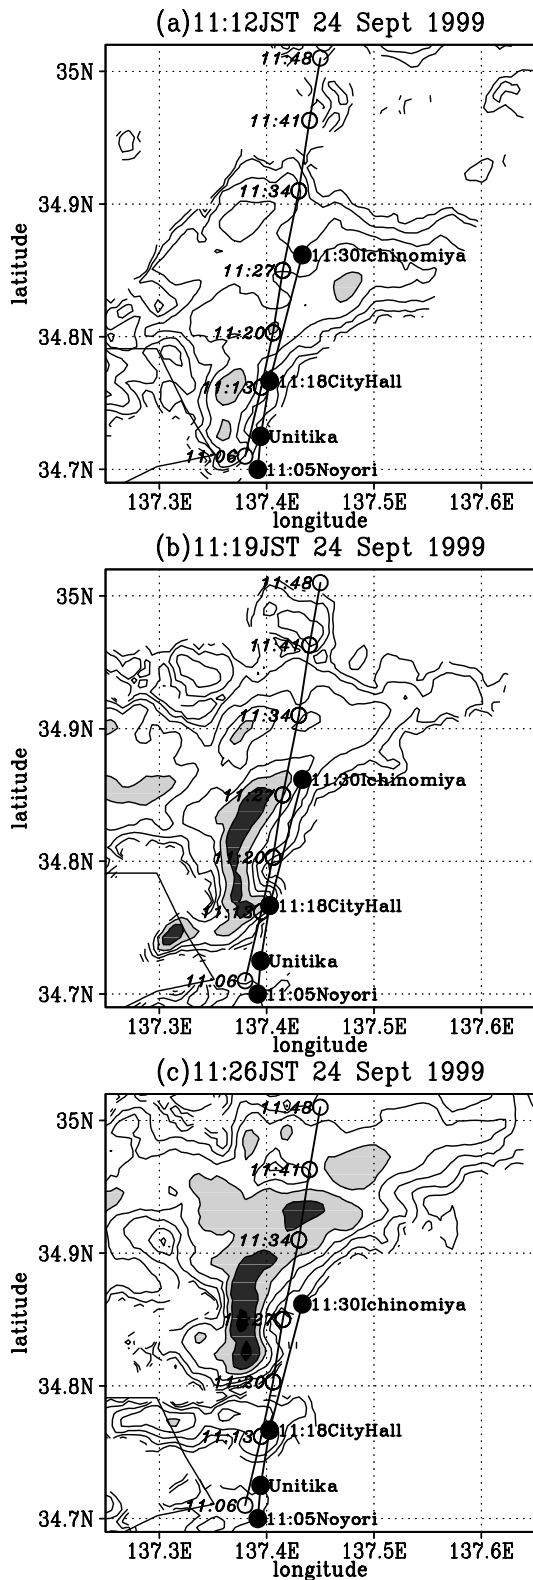 (a)11:12JST 24 Sept 1999
35N
34.9N
34.8N
34.7N
latitude
11:48
11:41
11:34
11:30Ichinomiya
11:27
11:20
11:13
11:18CityHall
Unitika
11:06
11:05Noyori
137.3E 137.4E 137.5E 137.6E
longitude
(b)11:19JST 24 Sept 1999
35N
34.9N
34.8N
34.7N
latitude
11:48
11:41
11:34
11:30Ichinomiya
11:27
11:20
11:13
11:18CityHall
Unitika
11:06
11:05Noyori
137.3E 137.4E 137.5E 137.6E
longitude
(c)11:26JST 24 Sept 1999
35N
34.9N
34.8N
34.7N
latitude
11:48
11:41
11:34
11:30Ichinomiya
11:27
11:20
11:13
11:18CityHall
Unitika
11:06
11:05Noyori
137.3E 137.4E 137.5E 137.6E
longitude